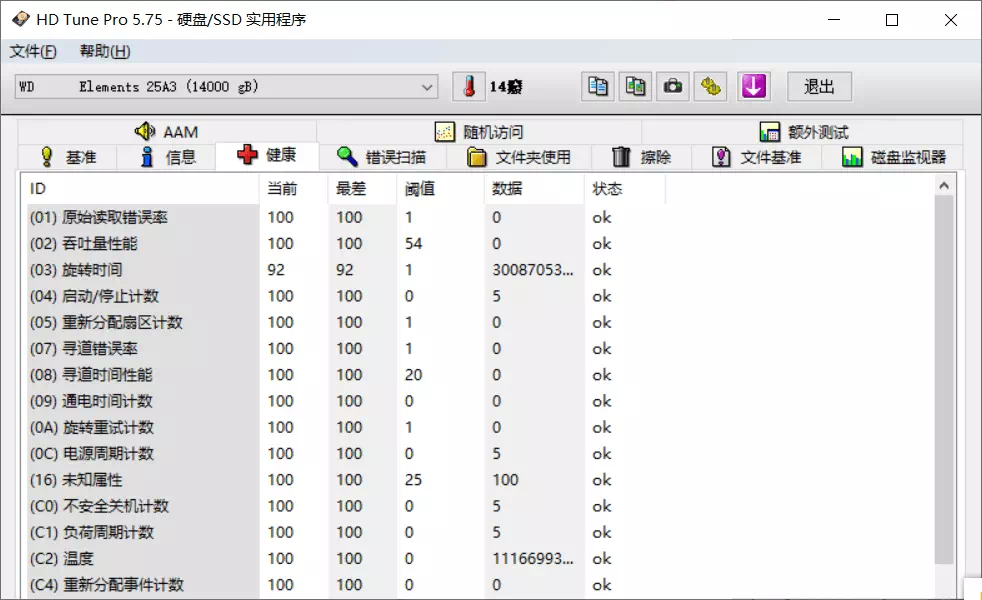 HD Tune Pro 5.75 - 硬盘/SSD 实用程序
文件(F) 帮助(H)
WD Elements 25A3 (14000 gB) 14癈 退出
AAM 随机访问 额外测试
基准 信息 健康 错误扫描 文件夹使用 擦除 文件基准 磁盘监视器
ID 当前 最差 阈值 数据 状态
(01) 原始读取错误率 100 100 1 0 ok
(02) 吞吐量性能 100 100 54 0 ok
(03) 旋转时间 92 92 1 30087053... ok
(04) 启动/停止计数 100 100 0 5 ok
(05) 重新分配扇区计数 100 100 1 0 ok
(07) 寻道错误率 100 100 1 0 ok
(08) 寻道时间性能 100 100 20 0 ok
(09) 通电时间计数 100 100 0 0 ok
(0A) 旋转重试计数 100 100 1 0 ok
(0C) 电源周期计数 100 100 0 5 ok
(16) 未知属性 100 100 25 100 ok
(C0) 不安全关机计数 100 100 0 5 ok
(C1) 负荷周期计数 100 100 0 5 ok
(C2) 温度 100 100 0 11166993... ok
(C4) 重新分配事件计数 100 100 0 0 ok